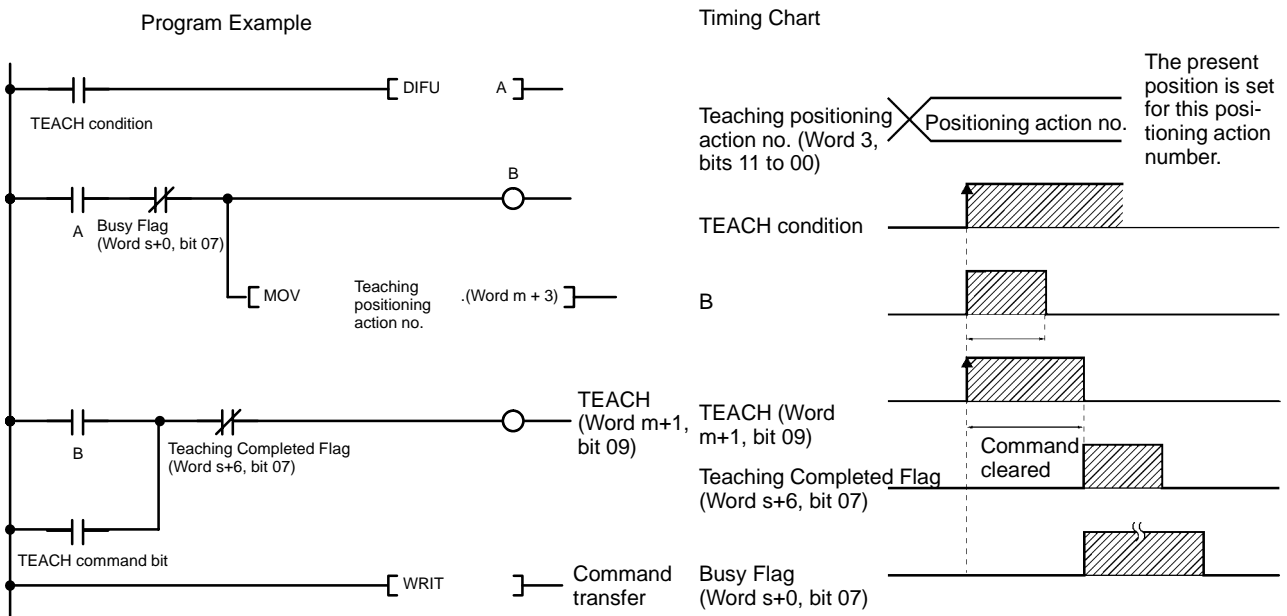 Program Example
DIFU A
TEACH condition
B
A
Busy Flag
(Word s+0, bit 07)
MOV
Teaching
positioning
action no.
.(Word m + 3)
B
Teaching Completed Flag
(Word s+6, bit 07)
TEACH
(Word m+1,
bit 09)
TEACH command bit
WRIT
Command
transfer
Timing Chart
Teaching positioning
action no. (Word 3,
bits 11 to 00)
Positioning action no.
The present
position is set
for this posi-
tioning action
number.
TEACH condition
B
TEACH (Word
m+1, bit 09)
Command
cleared
Teaching Completed Flag
(Word s+6, bit 07)
Busy Flag
(Word s+0, bit 07)